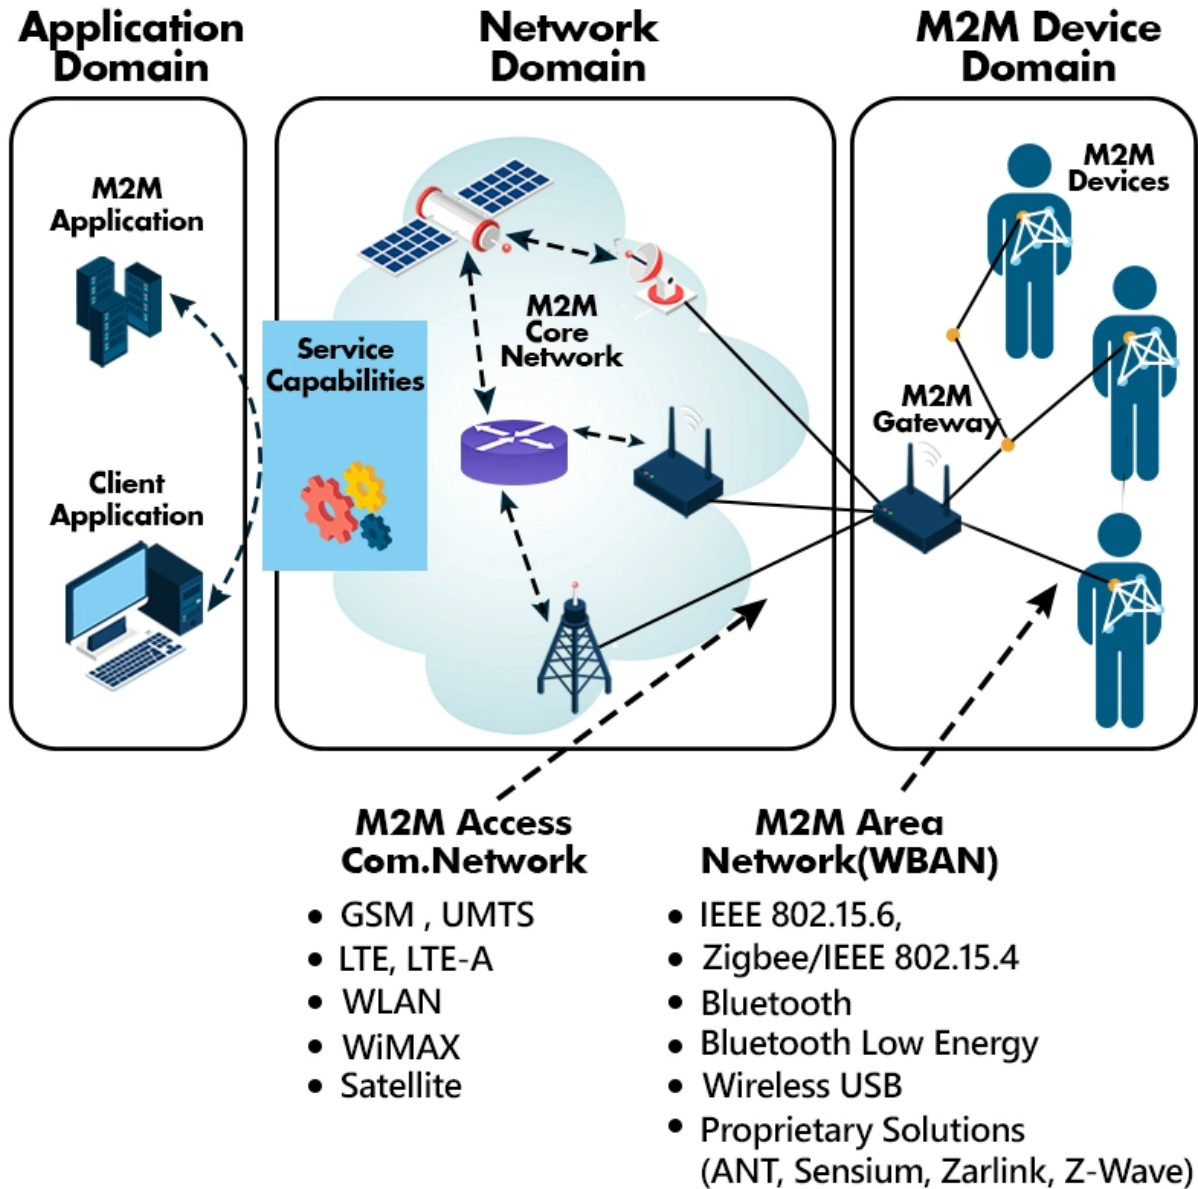 Application
Domain
Network
Domain
M2M Device
Domain
M2M
Application
Client
Application
Service
Capabilities
M2M
Core
Network
M2M
Devices
M2M
Gateway
M2M Access
Com.Network
• GSM , UMTS
• LTE, LTE-A
• WLAN
• WiMAX
• Satellite
M2M Area
Network(WBAN)
• IEEE 802.15.6,
• Zigbee/IEEE 802.15.4
• Bluetooth
• Bluetooth Low Energy
• Wireless USB
• Proprietary Solutions
(ANT, Sensium, Zarlink, Z-Wave)